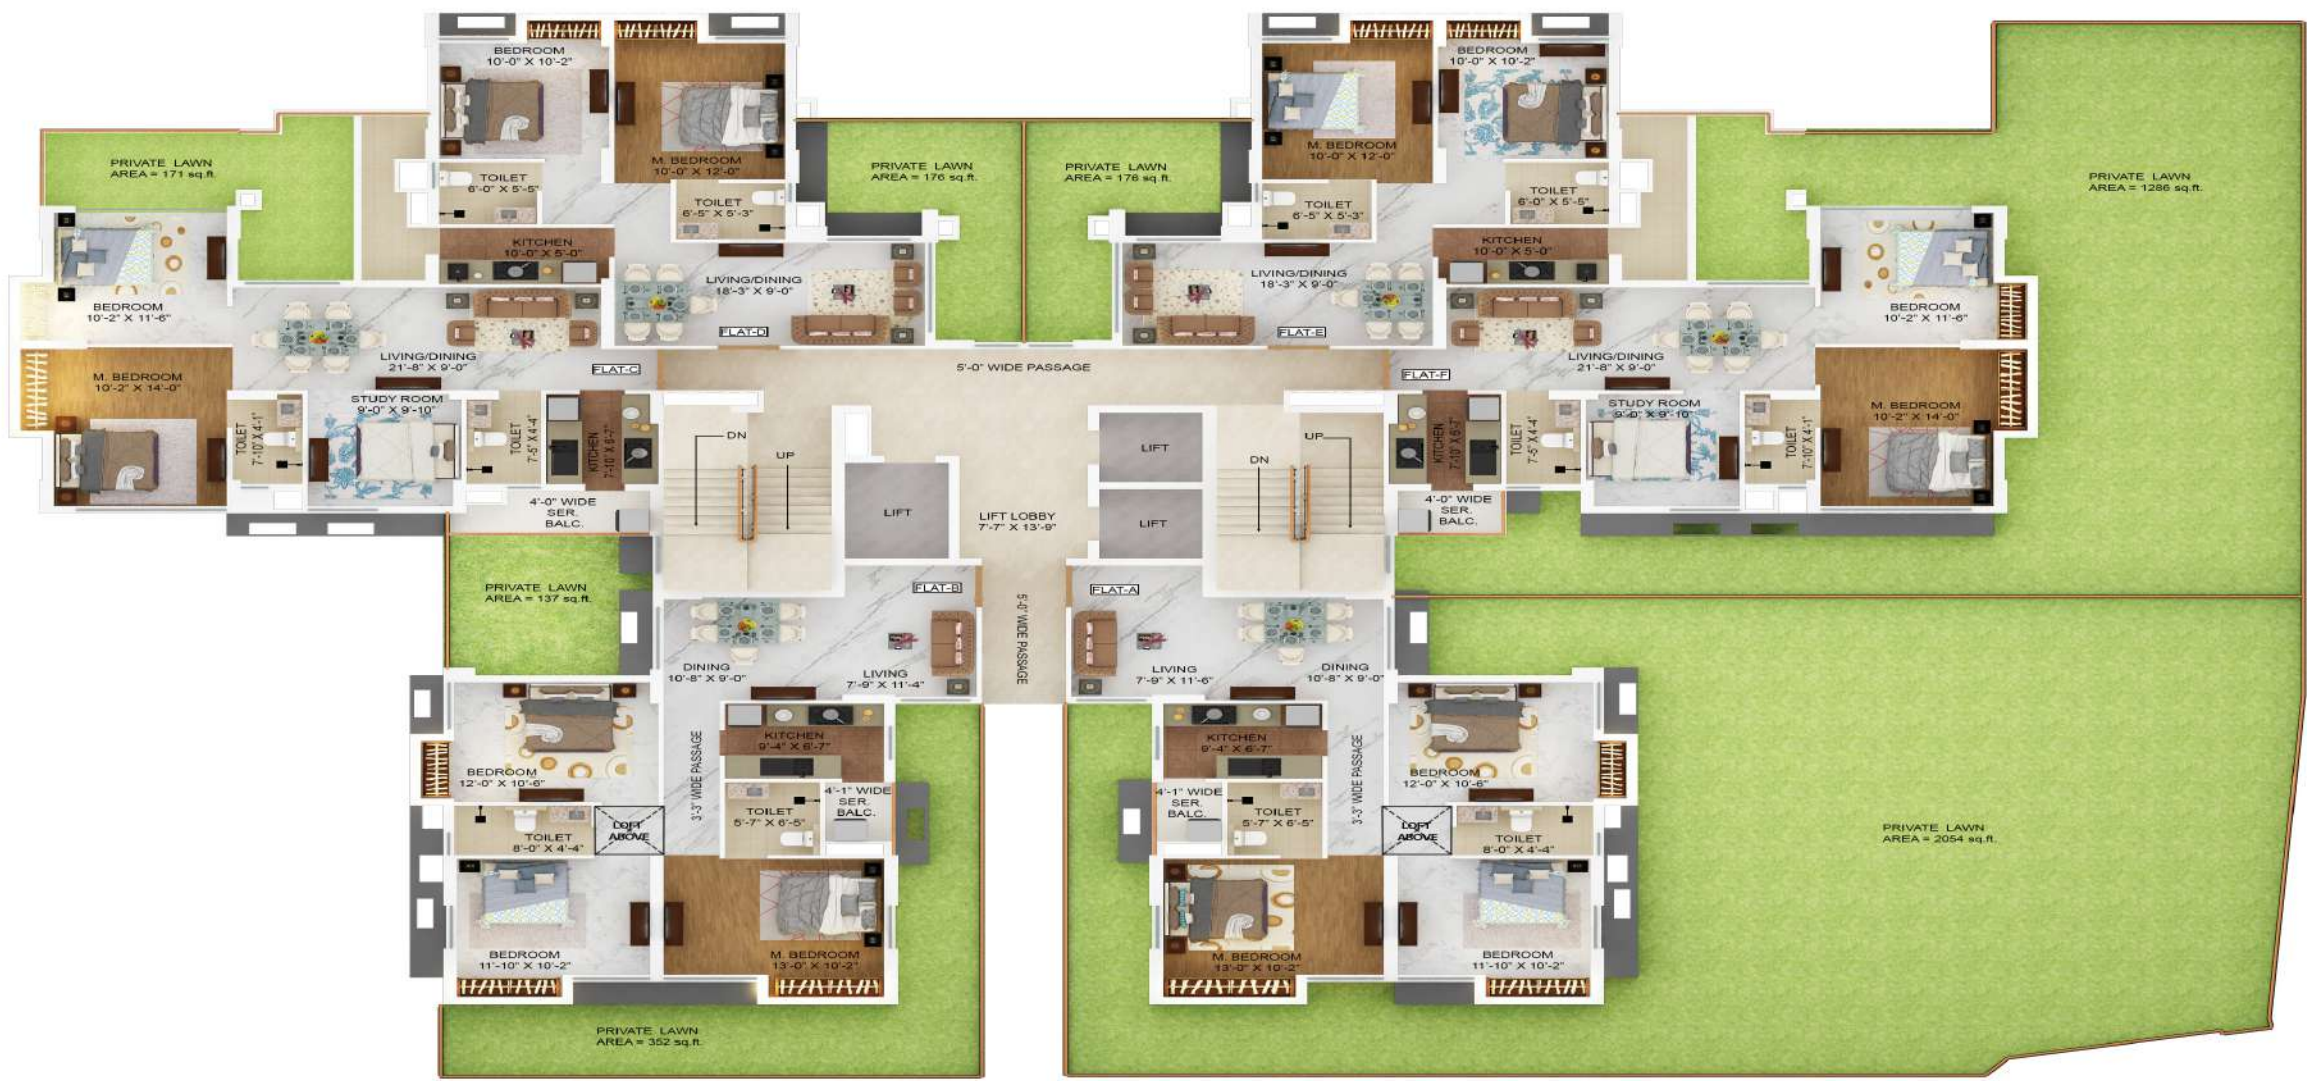 BEDROOM
10'-0" X 10'-2"
M. BEDROOM
10'-0" X 12'-0"
TOILET
6'-0" X 5'-5"
TOILET
6'-5" X 5'-3"
KITCHEN
10'-0" X 5'-0"
LIVING/DINING
18'-3" X 9'-0"
FLAT-D
PRIVATE LAWN
AREA = 176 sq.ft.
PRIVATE LAWN
AREA = 176 sq.ft.
M. BEDROOM
10'-0" X 12'-0"
BEDROOM
10'-0" X 10'-2"
TOILET
6'-5" X 5'-3"
TOILET
6'-0" X 5'-5"
KITCHEN
10'-0" X 5'-0"
LIVING/DINING
18'-3" X 9'-0"
FLAT-E
PRIVATE LAWN
AREA = 1286 sq.ft.
PRIVATE LAWN
AREA = 171 sq.ft.
BEDROOM
10'-2" X 11'-6"
M. BEDROOM
10'-2" X 14'-0"
LIVING/DINING
21'-8" X 9'-0"
FLAT-C
STUDY ROOM
9'-0" X 9'-10"
TOILET
7'-10" X 4'-1"
TOILET
7'-5" X 4'-4"
KITCHEN
7'-10" X 6'-7"
4'-0" WIDE
SER.
BALC.
5'-0" WIDE PASSAGE
DN
UP
LIFT
LIFT LOBBY
7'-7" X 13'-9"
LIFT
LIFT
UP
DN
FLAT-F
LIVING/DINING
21'-8" X 9'-0"
BEDROOM
10'-2" X 11'-6"
M. BEDROOM
10'-2" X 14'-0"
STUDY ROOM
9'-0" X 9'-10"
KITCHEN
7'-10" X 6'-7"
TOILET
7'-5" X 4'-4"
TOILET
7'-10" X 4'-1"
4'-0" WIDE
SER.
BALC.
PRIVATE LAWN
AREA = 137 sq.ft.
FLAT-B
DINING
10'-8" X 9'-0"
LIVING
7'-9" X 11'-4"
5'-0" WIDE PASSAGE
BEDROOM
12'-0" X 10'-6"
3'-3" WIDE PASSAGE
KITCHEN
9'-4" X 6'-7"
TOILET
5'-7" X 6'-5"
4'-1" WIDE
SER.
BALC.
TOILET
8'-0" X 4'-4"
LOFT
ABOVE
BEDROOM
11'-10" X 10'-2"
M. BEDROOM
13'-0" X 10'-2"
PRIVATE LAWN
AREA = 352 sq.ft.
FLAT-A
LIVING
7'-9" X 11'-6"
DINING
10'-8" X 9'-0"
KITCHEN
9'-4" X 6'-7"
3'-3" WIDE PASSAGE
BEDROOM
12'-0" X 10'-6"
4'-1" WIDE
SER.
BALC.
TOILET
5'-7" X 6'-5"
LOFT
ABOVE
TOILET
8'-0" X 4'-4"
M. BEDROOM
13'-0" X 10'-2"
BEDROOM
11'-10" X 10'-2"
PRIVATE LAWN
AREA = 2054 sq.ft.